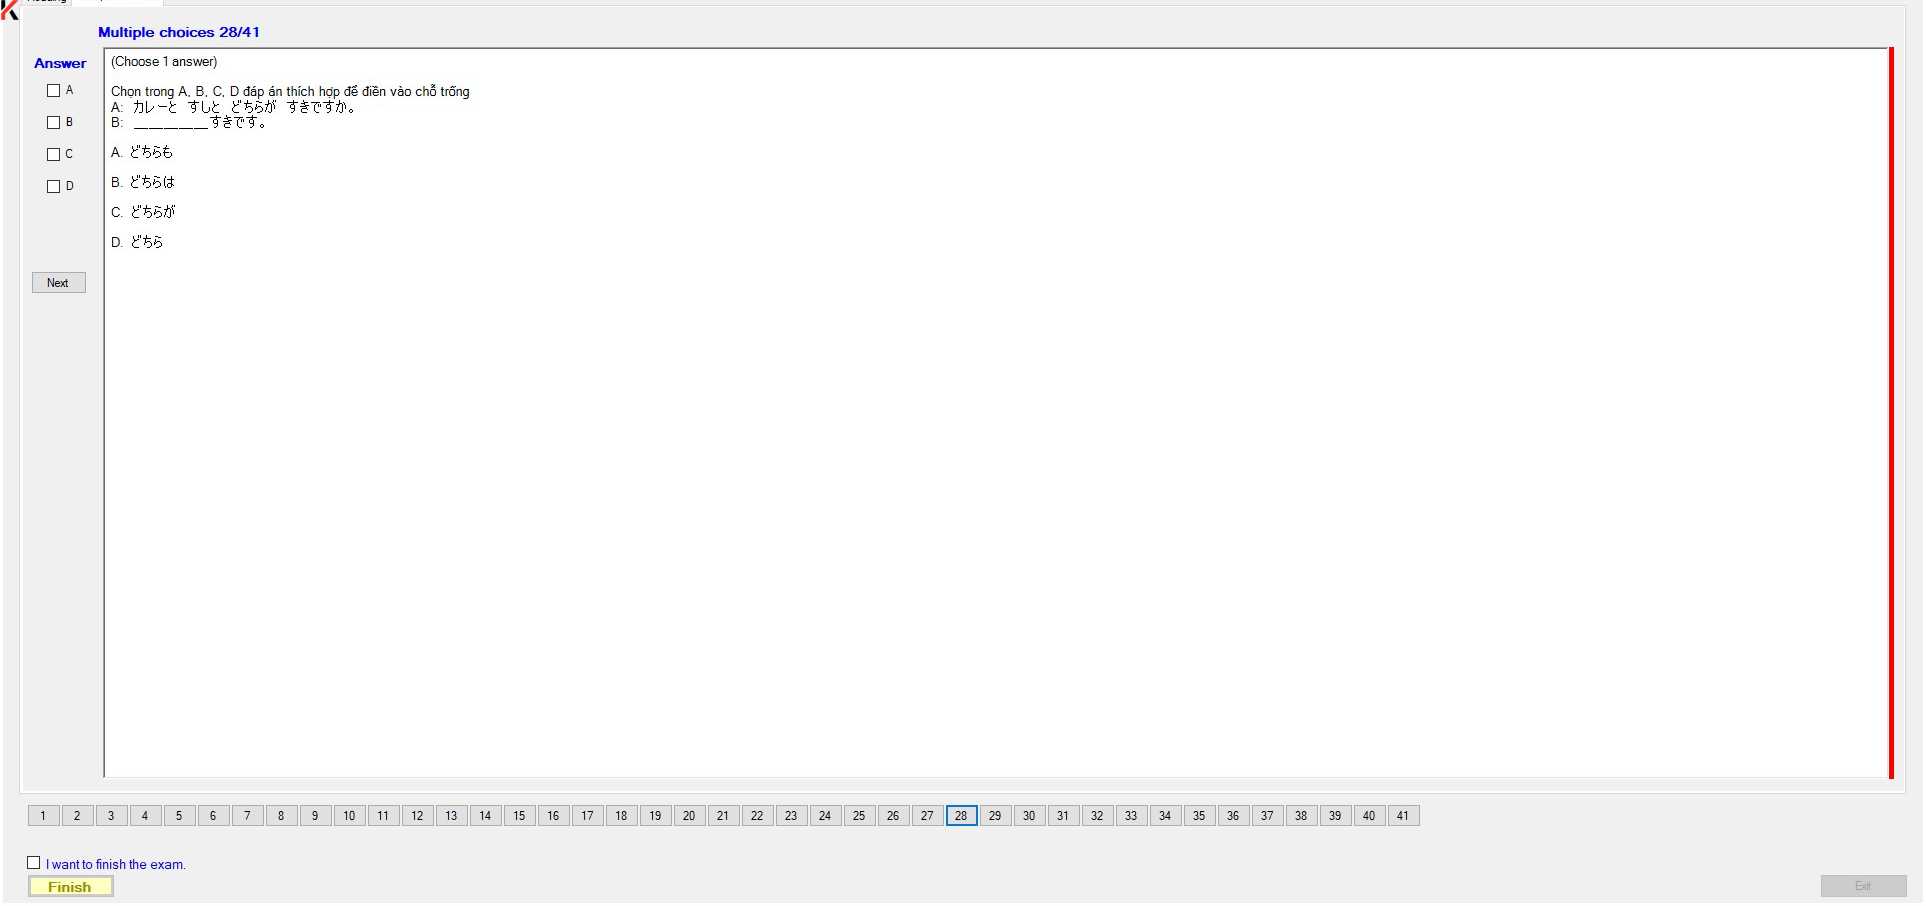 Multiple choices 28/41
Answer
A
B
C
D
Next
(Choose 1 answer)
Chọn trong A, B, C, D đáp án thích hợp để điền vào chỗ trống
A: カレーと すしと どちらが すきですか。
B: __________すきです。
A. どちらも
B. どちらは
C. どちらが
D. どちら
1 2 3 4 5 6 7 8 9 10 11 12 13 14 15 16 17 18 19 20 21 22 23 24 25 26 27 28 29 30 31 32 33 34 35 36 37 38 39 40 41
I want to finish the exam.
Finish
Exit